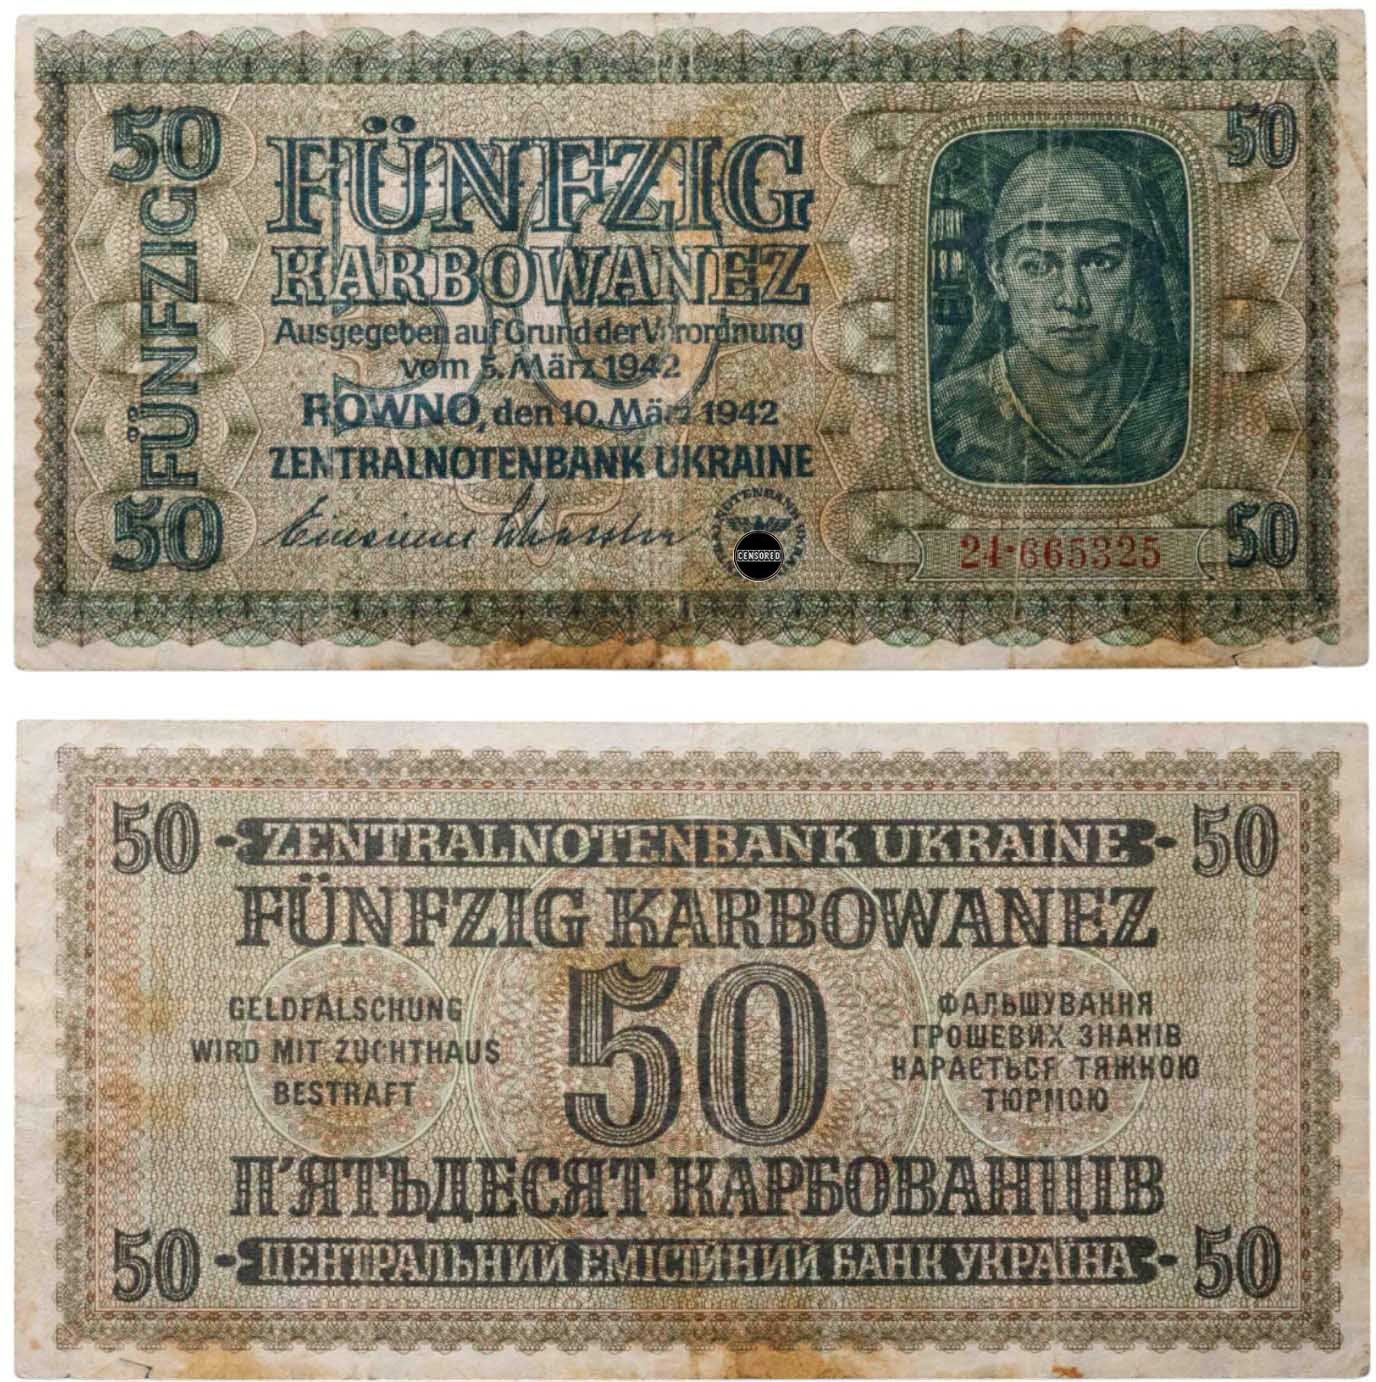 50
50
FÜNFZIG
FÜNFZIG
KARBOWANEZ
Ausgegeben auf Grund der Verordnung
vom 5. März 1942
ROWNO, den 10. März 1942
ZENTRALNOTENBANK UKRAINE
CENSORED
24·665325
50
50
50
ZENTRALNOTENBANK UKRAINE
50
FÜNFZIG KARBOWANEZ
GELDFÄLSCHUNG
WIRD MIT ZUCHTHAUS
BESTRAFT
50
ФАЛЬШУВАННЯ
ГРОШЕВИХ ЗНАКІВ
КАРАЄТЬСЯ ТЯЖКОЮ
ТЮРМОЮ
П'ЯТЬДЕСЯТ КАРБОВАНЦІВ
50
ЦЕНТРАЛЬНИЙ ЕМІСІЙНИЙ БАНК УКРАЇНА
50